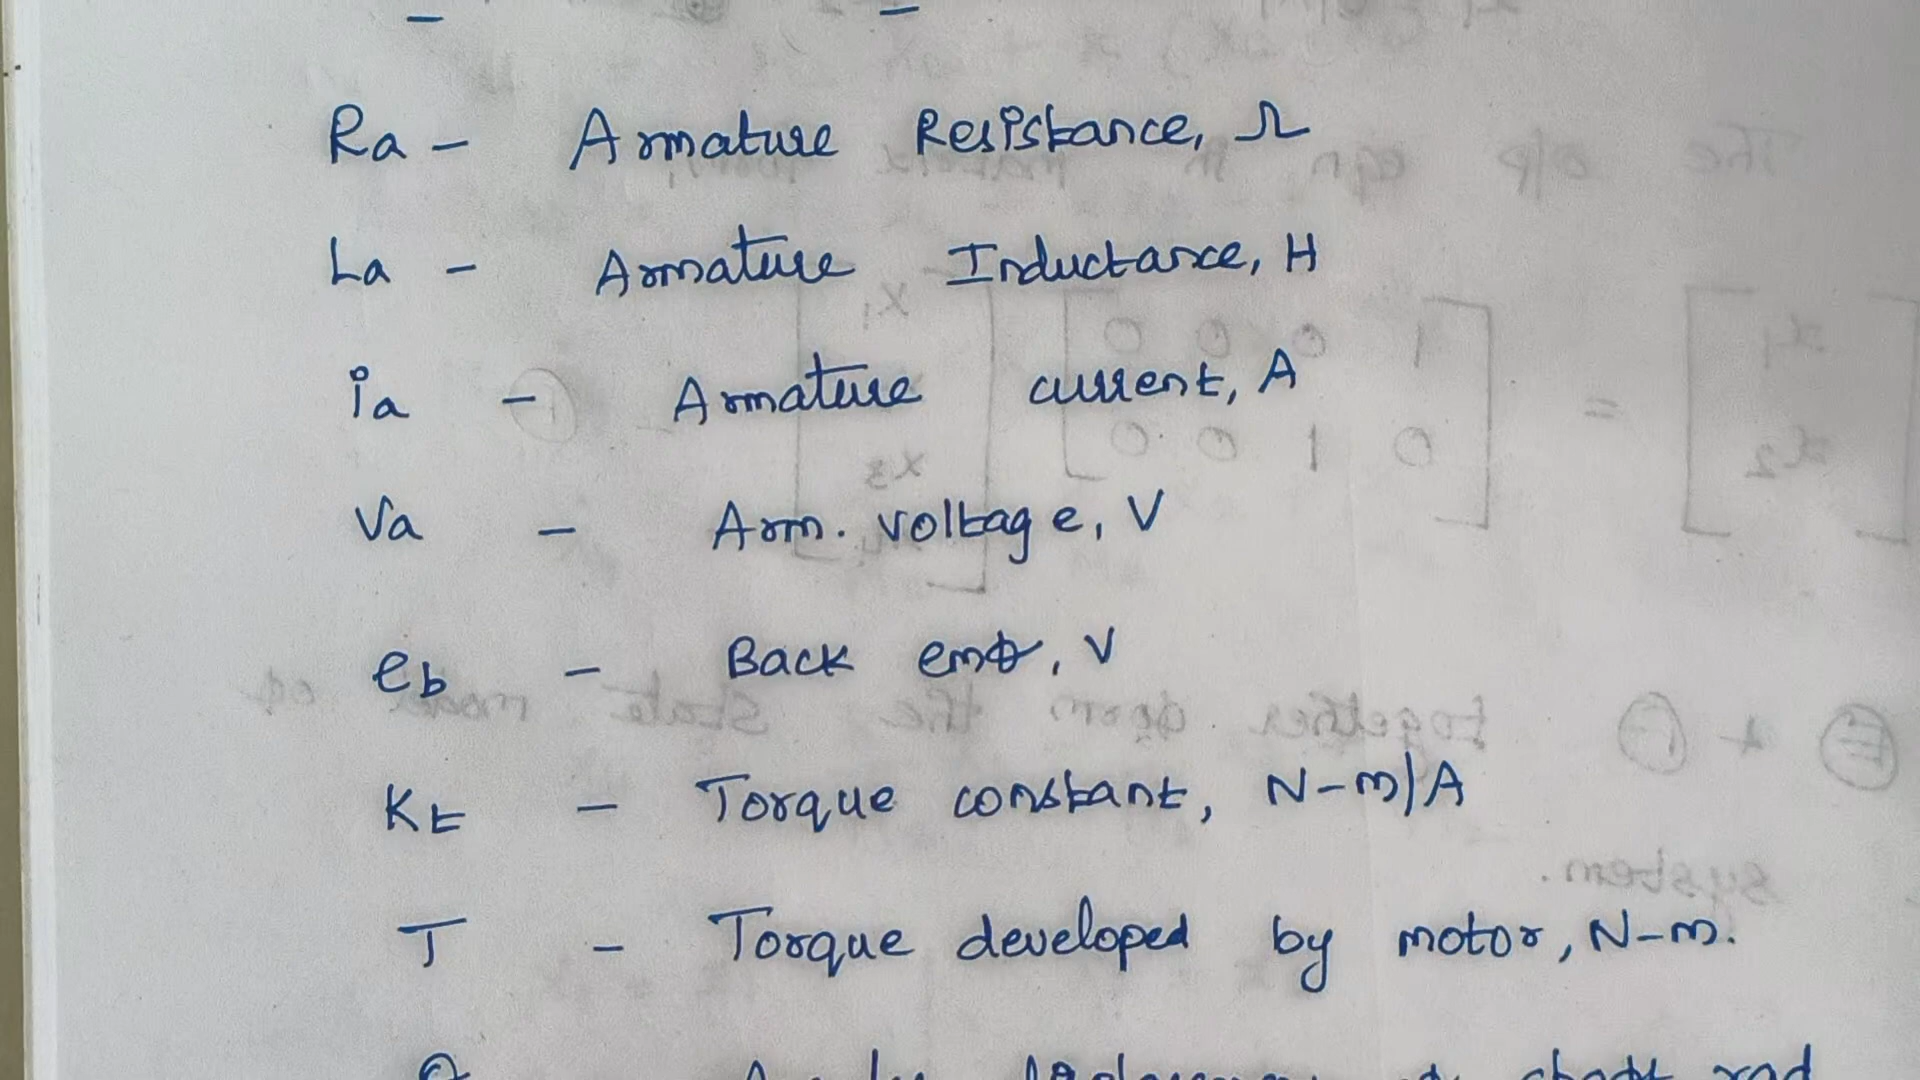 Ra - Armature Resistance, Ω
La - Armature Inductance, H
ia - Armature current, A
Va - Arm. voltage, V
eb - Back emf, V
Kt - Torque constant, N-m/A
T - Torque developed by motor, N-m.